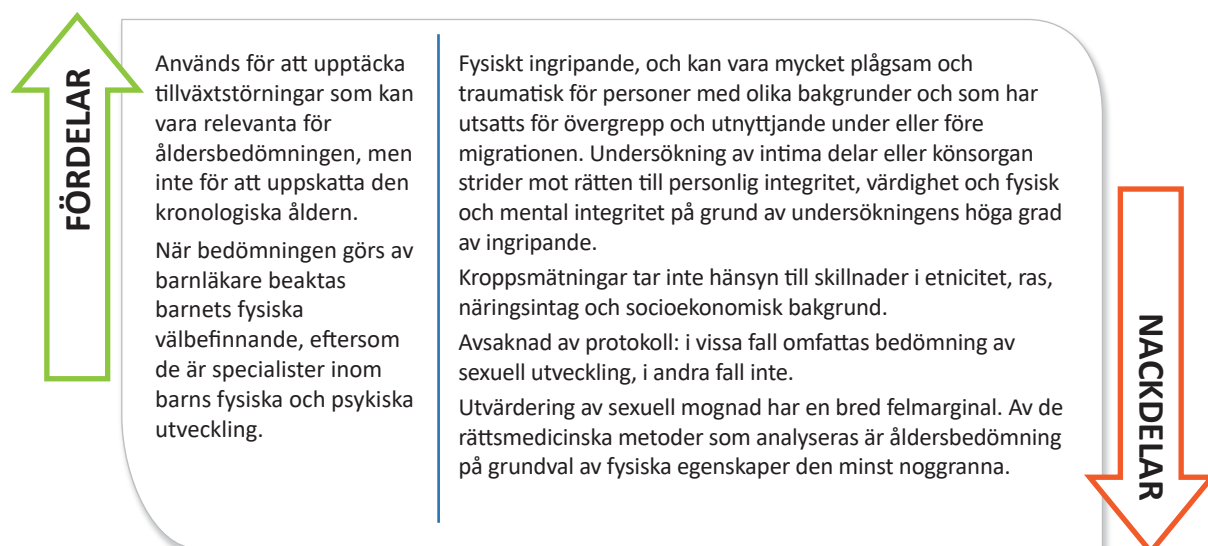 FÖRDELAR
Används för att upptäcka
tillväxtstörningar som kan
vara relevanta för
åldersbedömningen, men
inte för att uppskatta den
kronologiska åldern.
När bedömningen görs av
barnläkare beaktas
barnets fysiska
välbefinnande, eftersom
de är specialister inom
barns fysiska och psykiska
utveckling.
Fysiskt ingripande, och kan vara mycket plågsam och
traumatisk för personer med olika bakgrunder och som har
utsatts för övergrepp och utnyttjande under eller före
migrationen. Undersökning av intima delar eller könsorgan
strider mot rätten till personlig integritet, värdighet och fysisk
och mental integritet på grund av undersökningens höga grad
av ingripande.
Kroppsmätningar tar inte hänsyn till skillnader i etnicitet, ras,
näringsintag och socioekonomisk bakgrund.
Avsaknad av protokoll: i vissa fall omfattas bedömning av
sexuell utveckling, i andra fall inte.
Utvärdering av sexuell mognad har en bred felmarginal. Av de
rättsmedicinska metoder som analyseras är åldersbedömning
på grundval av fysiska egenskaper den minst noggranna.
NACKDELAR